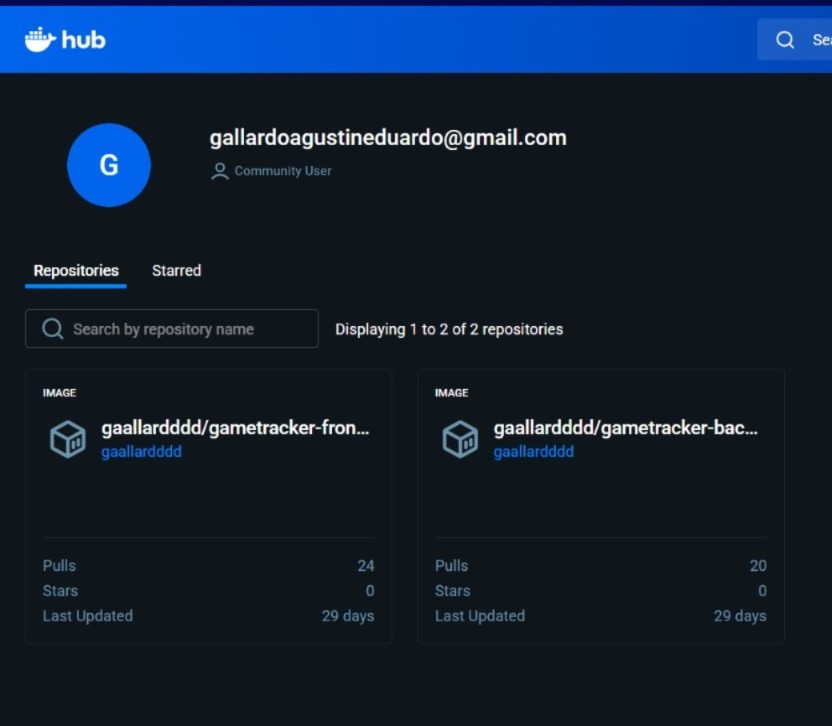 hub
gallardoagustineduardo@gmail.com
Community User
G
Repositories Starred
Search by repository name
Displaying 1 to 2 of 2 repositories
IMAGE
gaallardddd/gametracker-fron...
gaallardddd
Pulls 24
Stars 0
Last Updated 29 days
IMAGE
gaallardddd/gametracker-bac...
gaallardddd
Pulls 20
Stars 0
Last Updated 29 days